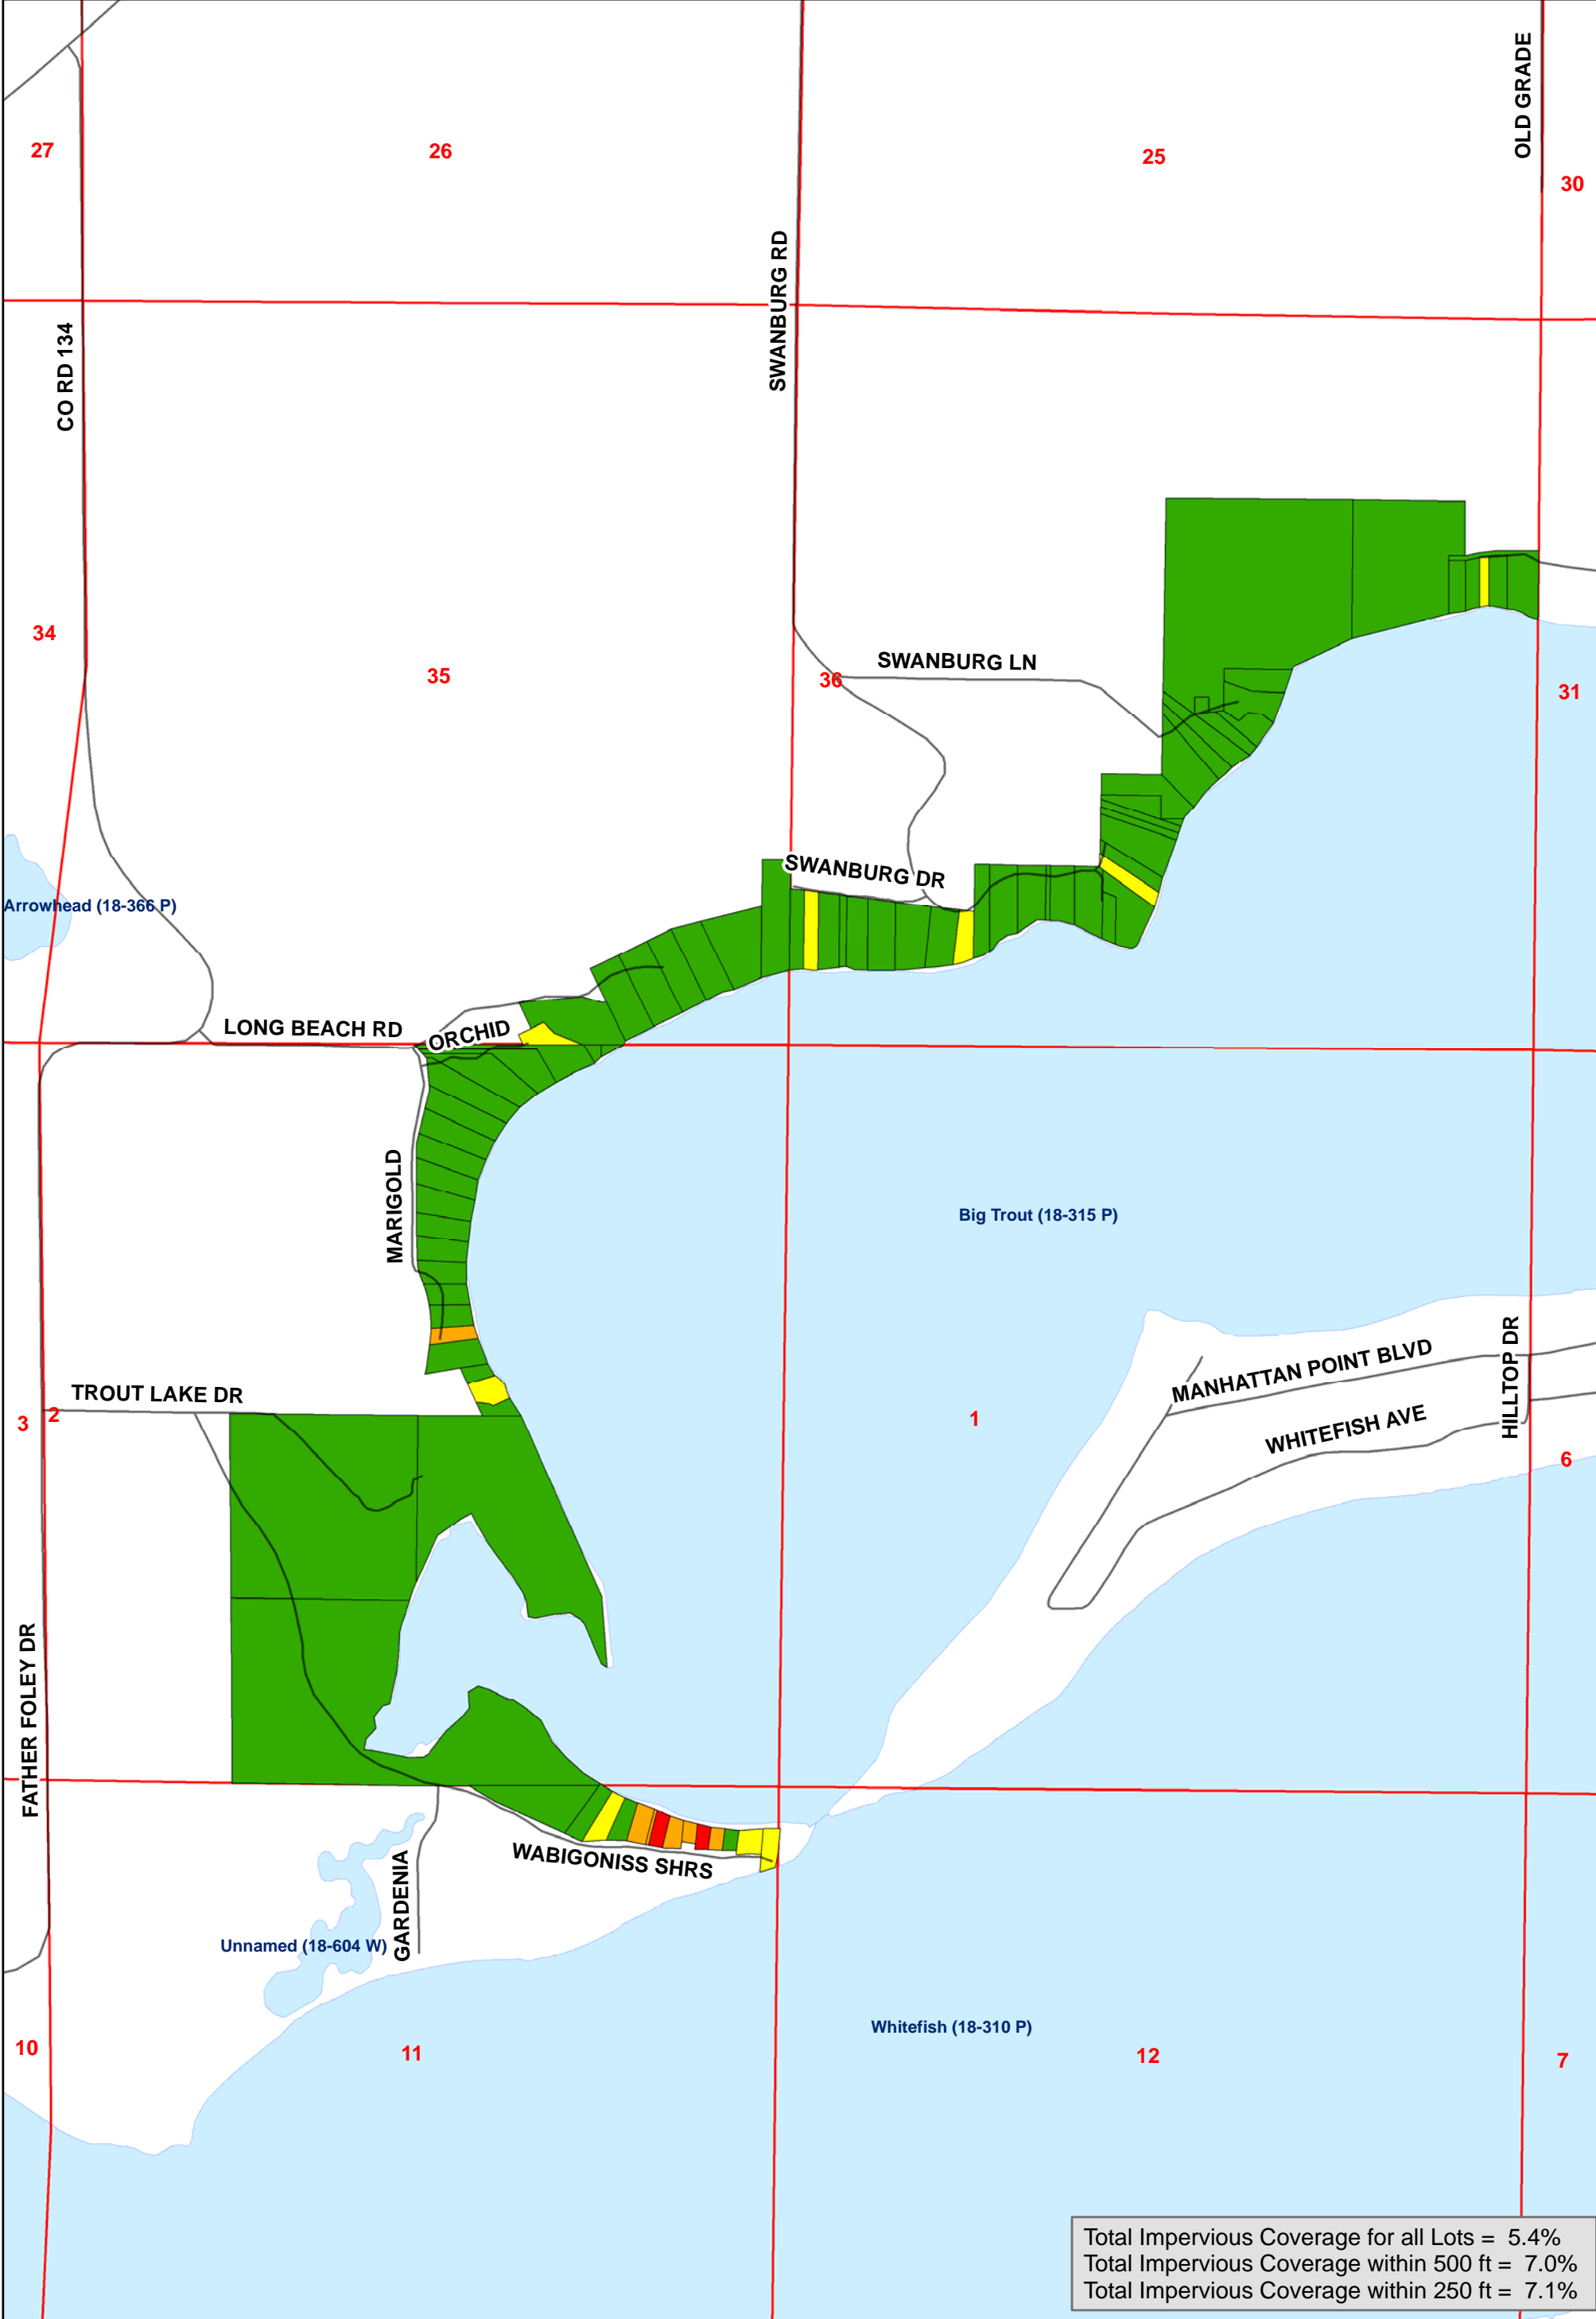 OLD GRADE
27
26
25
30
SWANBURG RD
CO RD 134
34
35
SWANBURG LN
36
31
SWANBURG DR
Arrowhead (18-366 P)
LONG BEACH RD
ORCHID
MARIGOLD
Big Trout (18-315 P)
MANHATTAN POINT BLVD
HILLTOP DR
TROUT LAKE DR
3
2
1
WHITEFISH AVE
6
FATHER FOLEY DR
WABIGONISS SHRS
GARDENIA
Unnamed (18-604 W)
Whitefish (18-310 P)
10
11
12
7
Total Impervious Coverage for all Lots = 5.4%
Total Impervious Coverage within 500 ft = 7.0%
Total Impervious Coverage within 250 ft = 7.1%